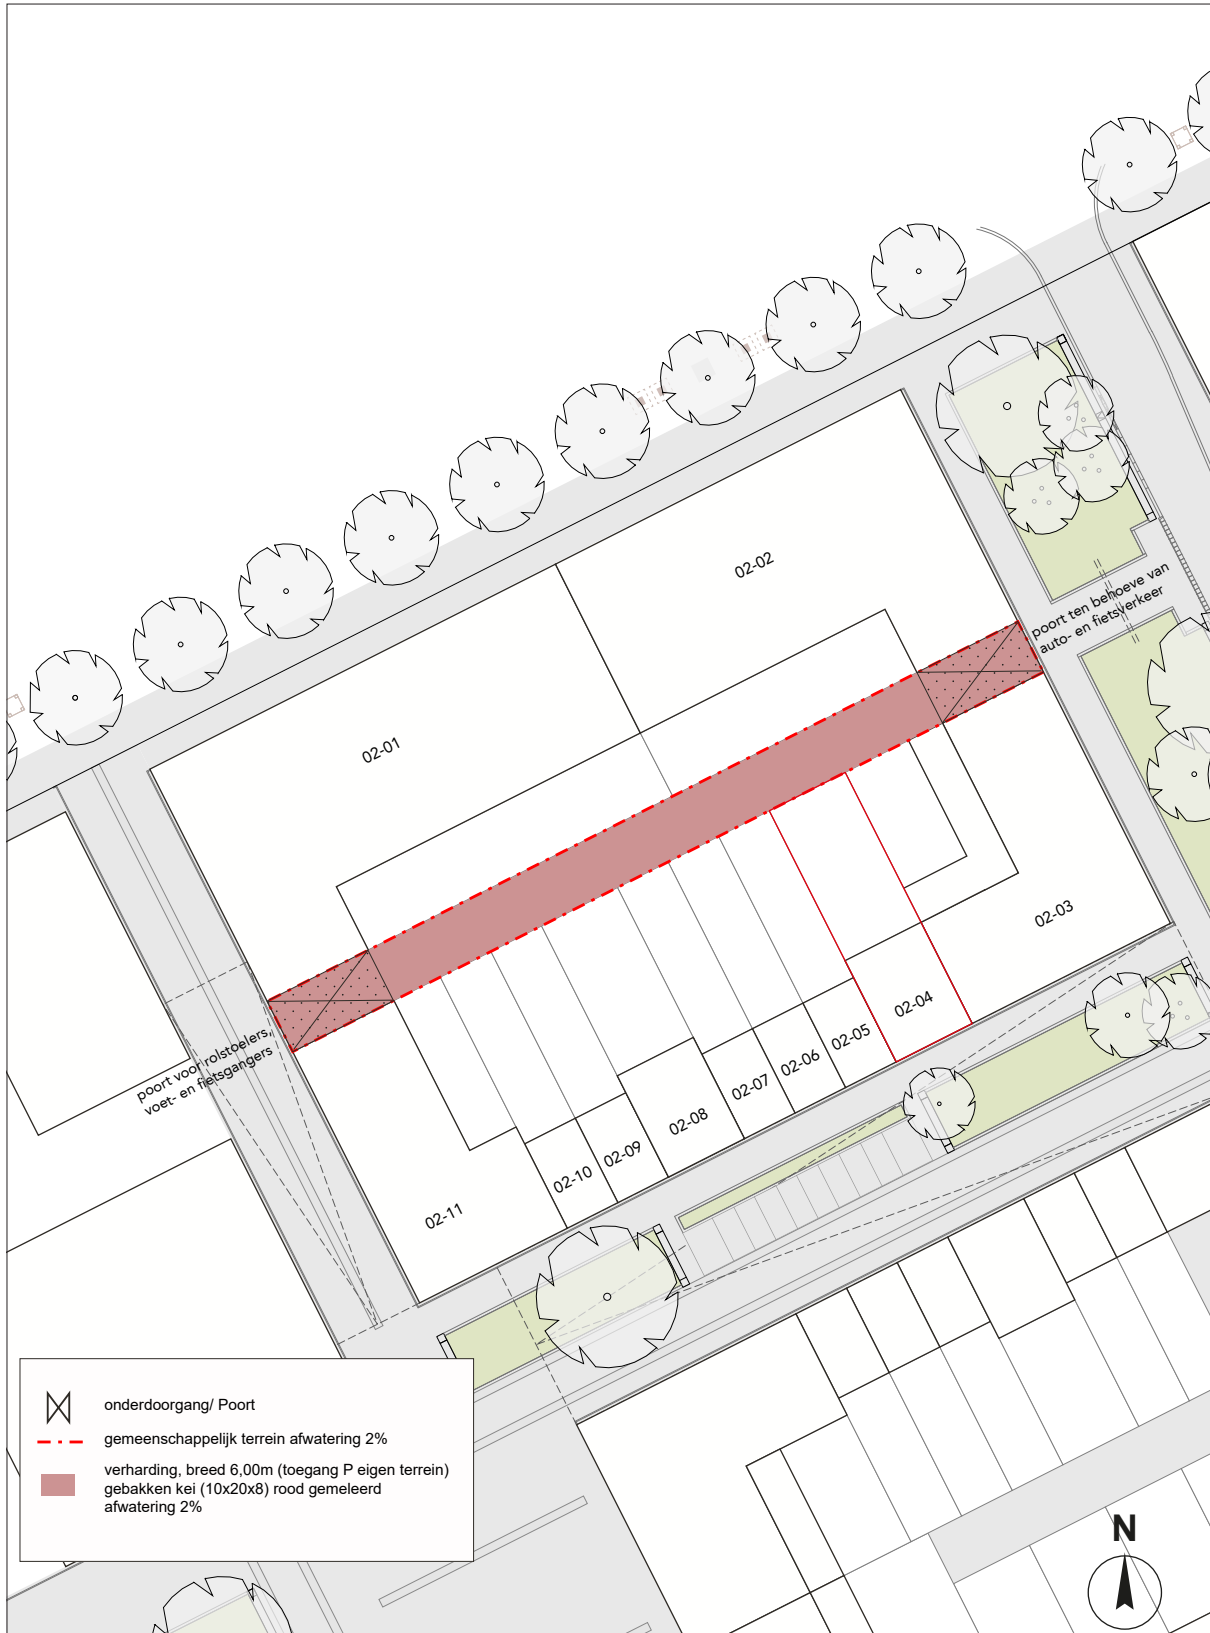 02-02
poort ten behoeve van
auto- en fietsverkeer
02-01
02-03
02-04
02-05
02-06
02-07
02-08
02-09
02-10
02-11
poort voor rolstoelers,
voet- en fietsgangers
onderdoorgang/ Poort
gemeenschappelijk terrein afwatering 2%
verharding, breed 6,00m (toegang P eigen terrein)
gebakken kei (10x20x8) rood gemeleerd
afwatering 2%
N